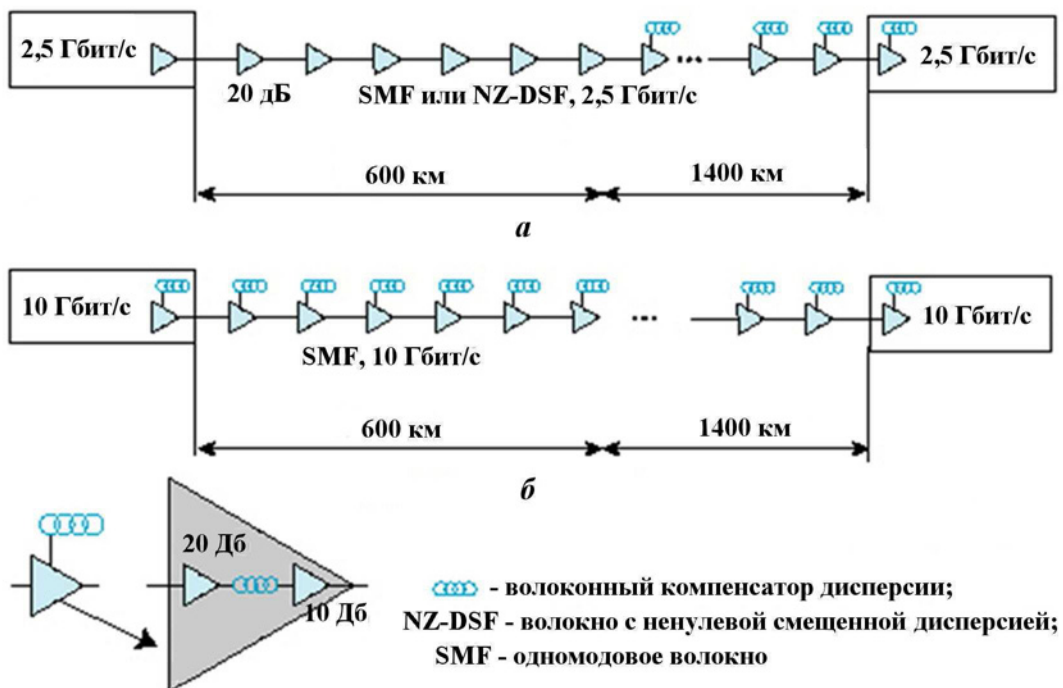 2,5 Гбит/с
2,5 Гбит/с
20 дБ
SMF или NZ-DSF, 2,5 Гбит/с
...
600 км
1400 км
а
10 Гбит/с
10 Гбит/с
...
SMF, 10 Гбит/с
600 км
1400 км
б
20 Дб
10 Дб
- волоконный компенсатор дисперсии;
NZ-DSF - волокно с ненулевой смещенной дисперсией;
SMF - одномодовое волокно